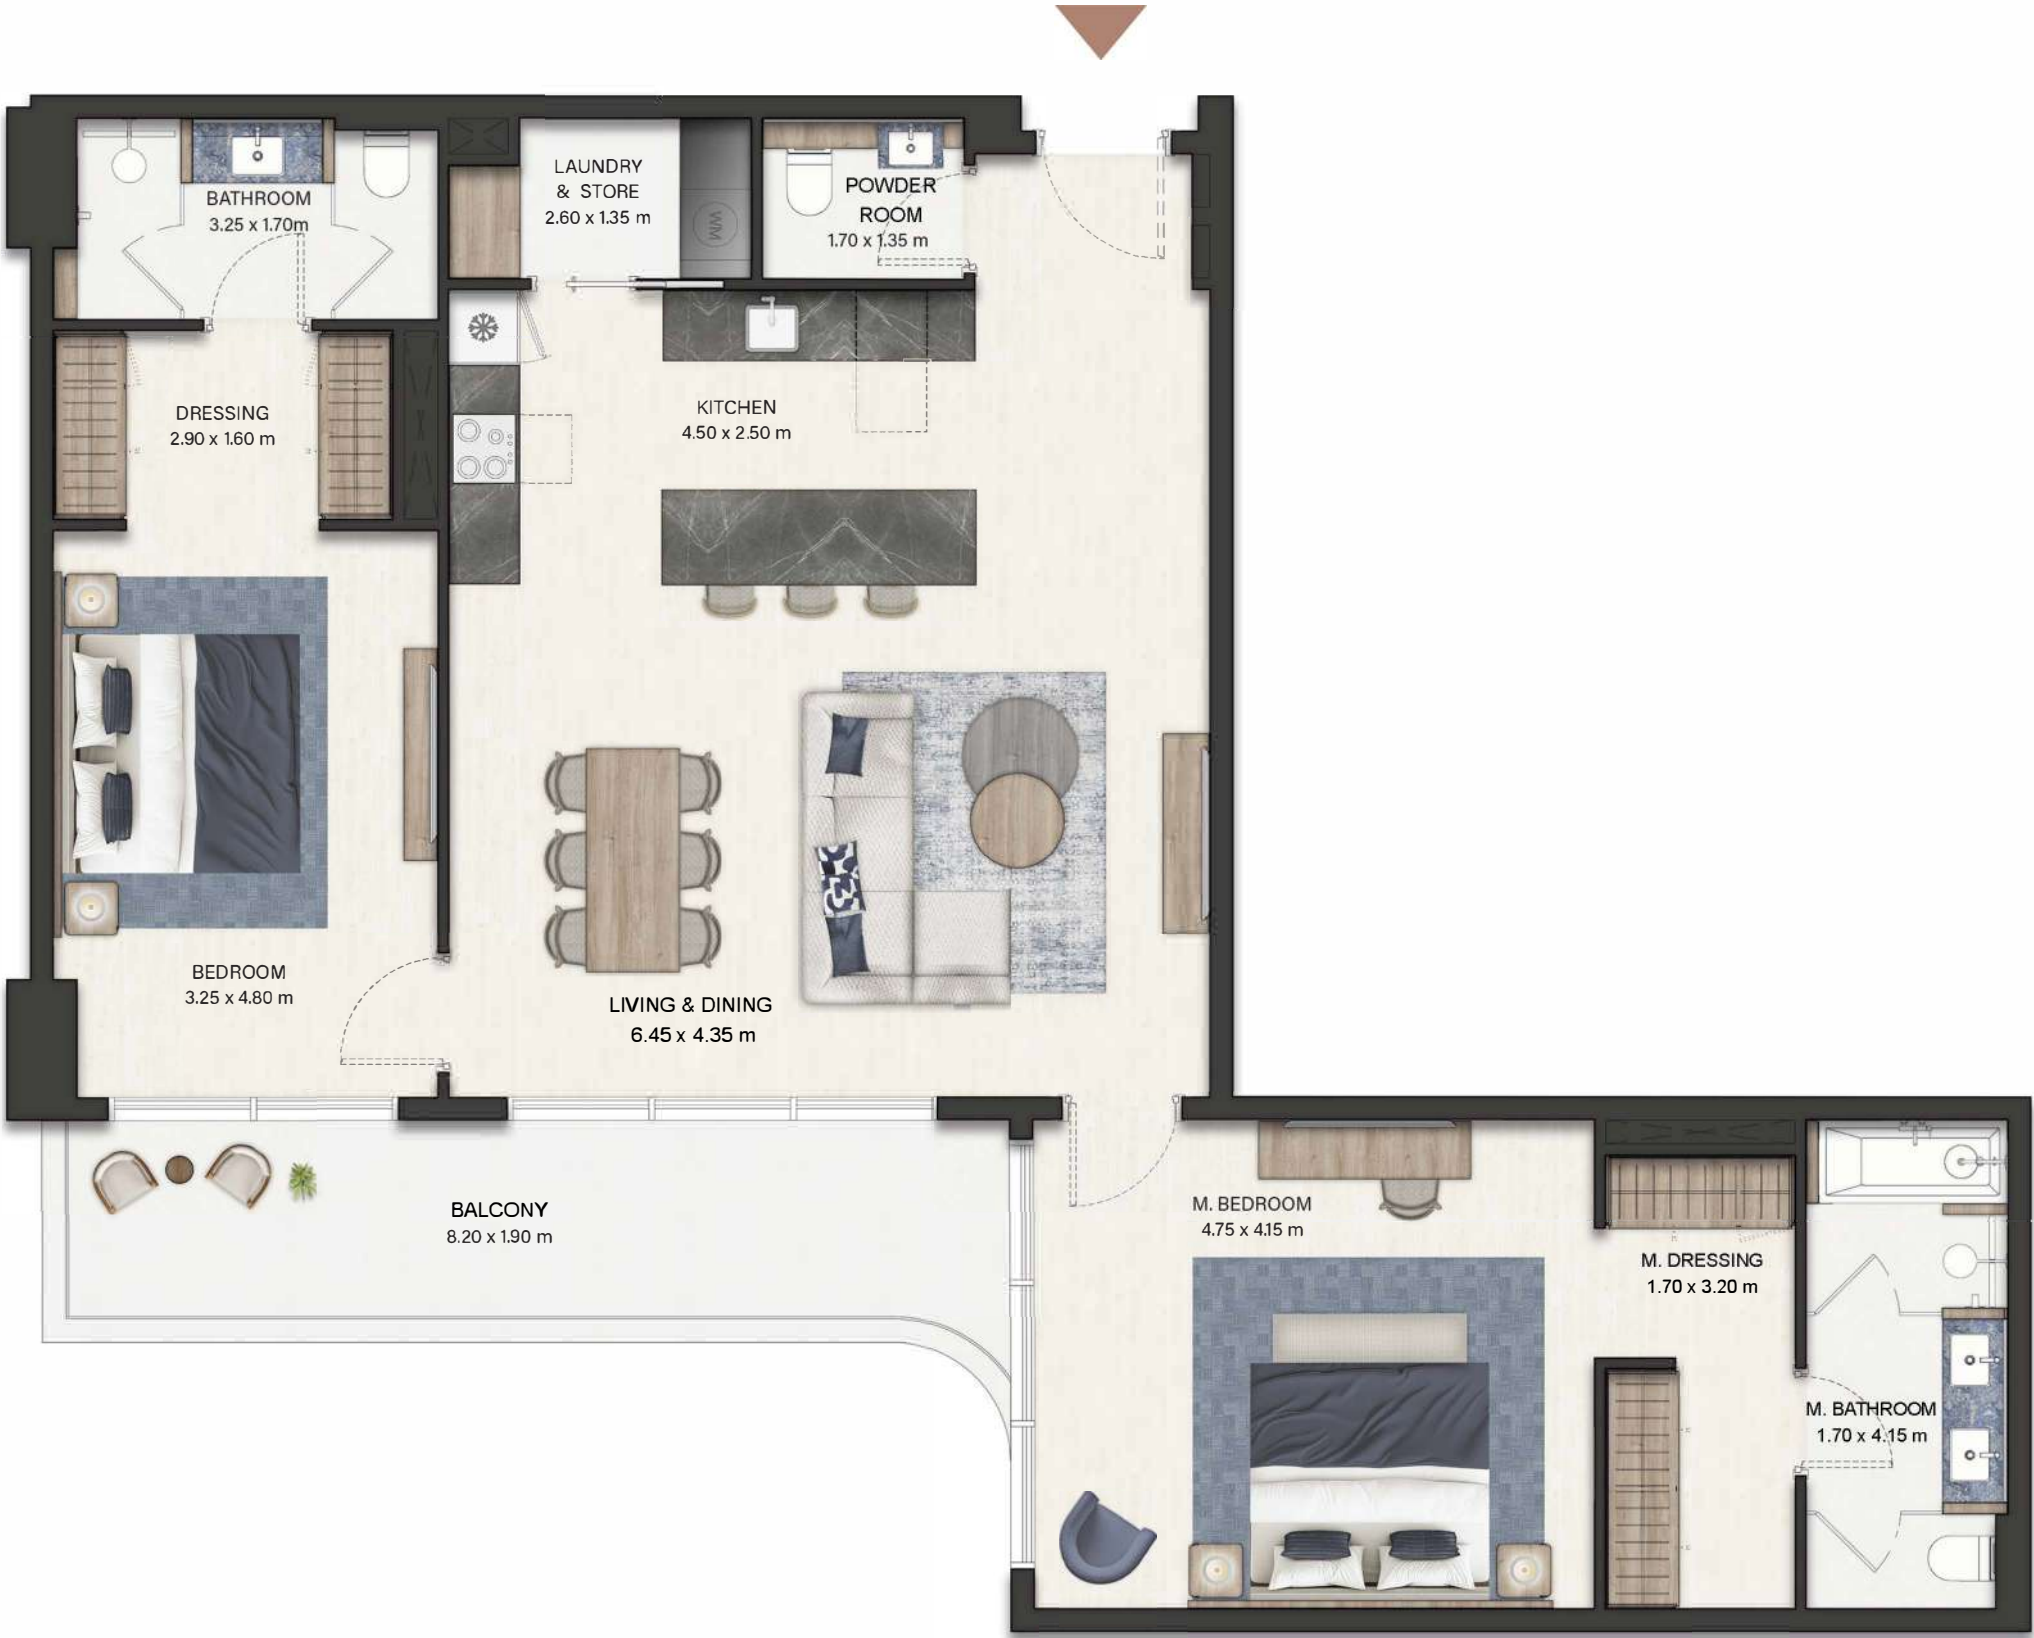 BATHROOM
3.25 x 1.70m
LAUNDRY
& STORE
2.60 x 1.35 m
WM
POWDER
ROOM
1.70 x 1.35 m
DRESSING
2.90 x 1.60 m
KITCHEN
4.50 x 2.50 m
BEDROOM
3.25 x 4.80 m
LIVING & DINING
6.45 x 4.35 m
BALCONY
8.20 x 1.90 m
M. BEDROOM
4.75 x 4.15 m
M. DRESSING
1.70 x 3.20 m
M. BATHROOM
1.70 x 4.15 m